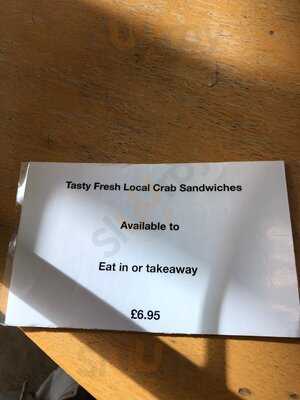 Tasty Fresh Local Crab Sandwiches
Available to
Eat in or takeaway
£6.95